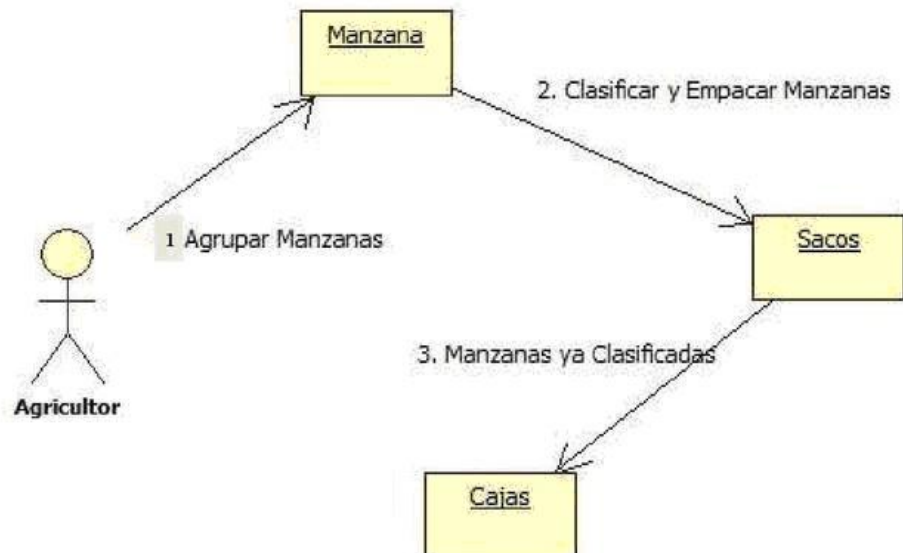 Manzana
2. Clasificar y Empacar Manzanas
1 Agrupar Manzanas
Sacos
3. Manzanas ya Clasificadas
Agricultor
Cajas